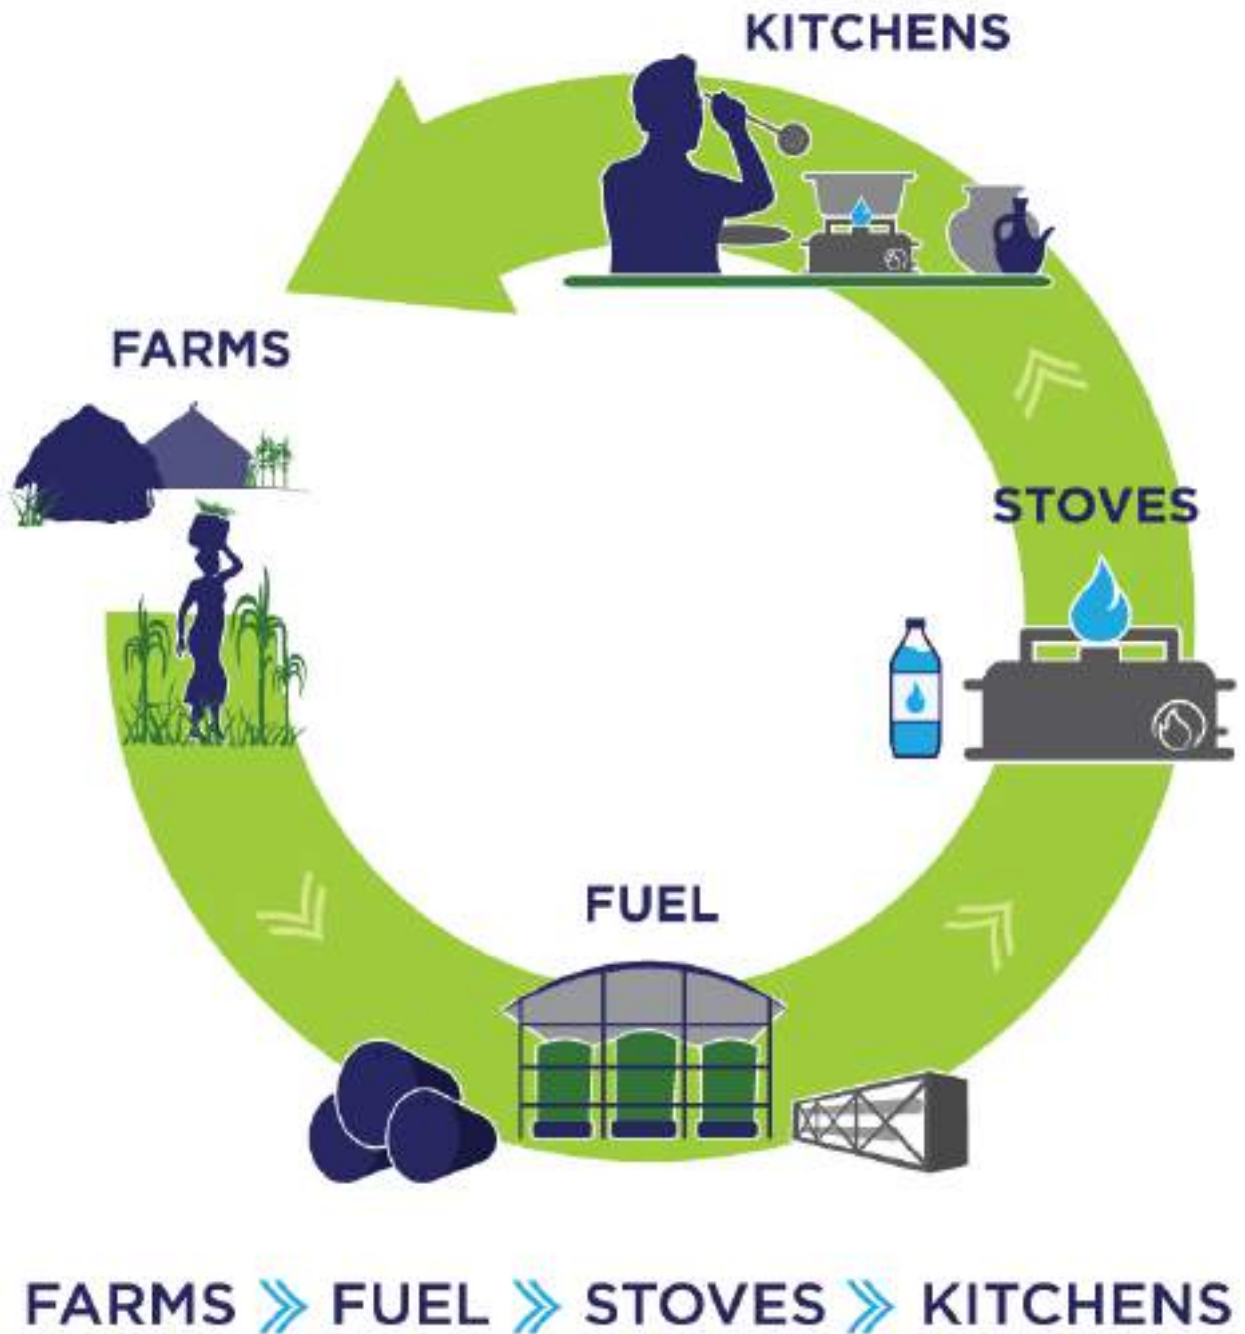 KITCHENS
FARMS
STOVES
FUEL
FARMS >> FUEL >> STOVES >> KITCHENS